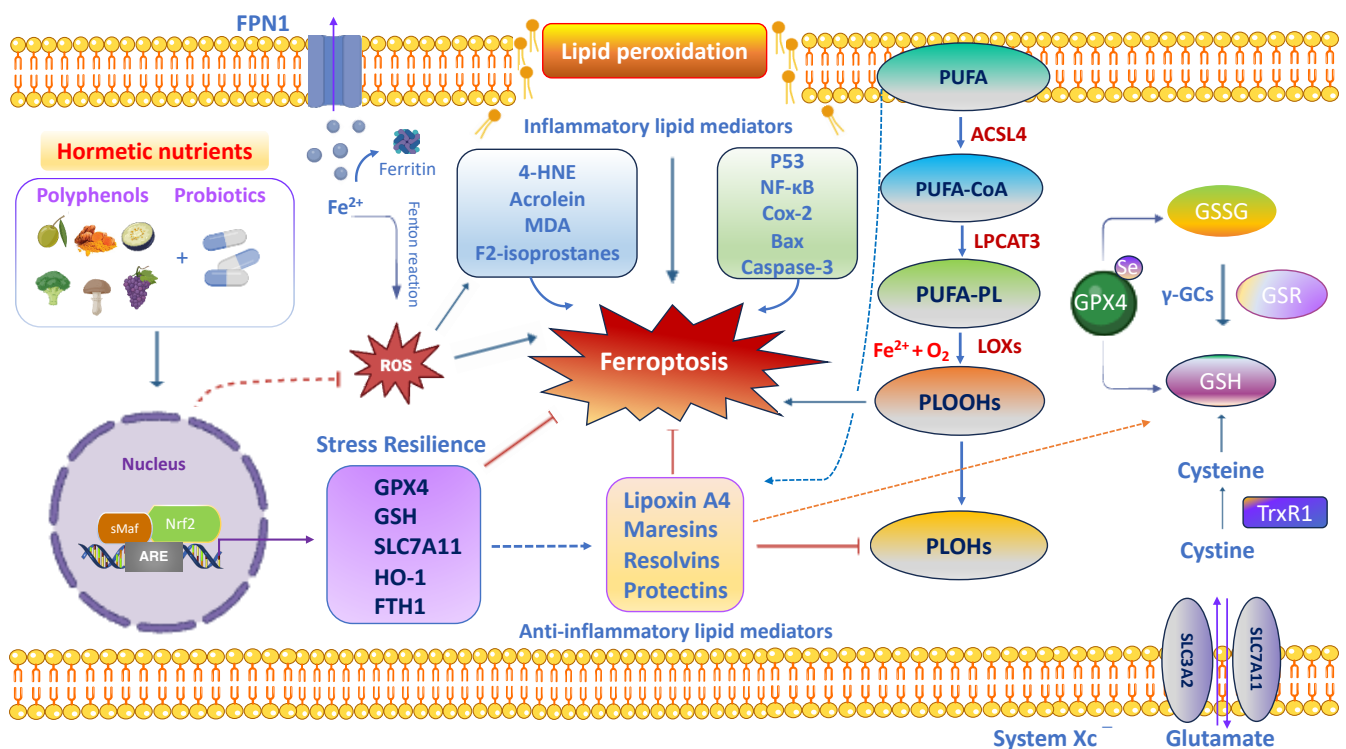 FPN1
Lipid peroxidation
PUFA
Inflammatory lipid mediators
ACSL4
Hormetic nutrients
Ferritin
Polyphenols
Probiotics
+
Fe²⁺
Fenton reaction
4-HNE
Acrolein
MDA
F2-isoprostanes
P53
NF-κB
Cox-2
Bax
Caspase-3
PUFA-CoA
LPCAT3
PUFA-PL
Fe²⁺ + O₂
LOXs
GSSG
Se
GPX4
γ-GCs
GSR
GSH
ROS
Ferroptosis
PLOOHs
Stress Resilience
GPX4
GSH
SLC7A11
HO-1
FTH1
Nucleus
sMaf
Nrf2
ARE
Lipoxin A4
Maresins
Resolvins
Protectins
Anti-inflammatory lipid mediators
PLOHs
Cysteine
TrxR1
Cystine
SLC3A2
SLC7A11
System Xc⁻
Glutamate